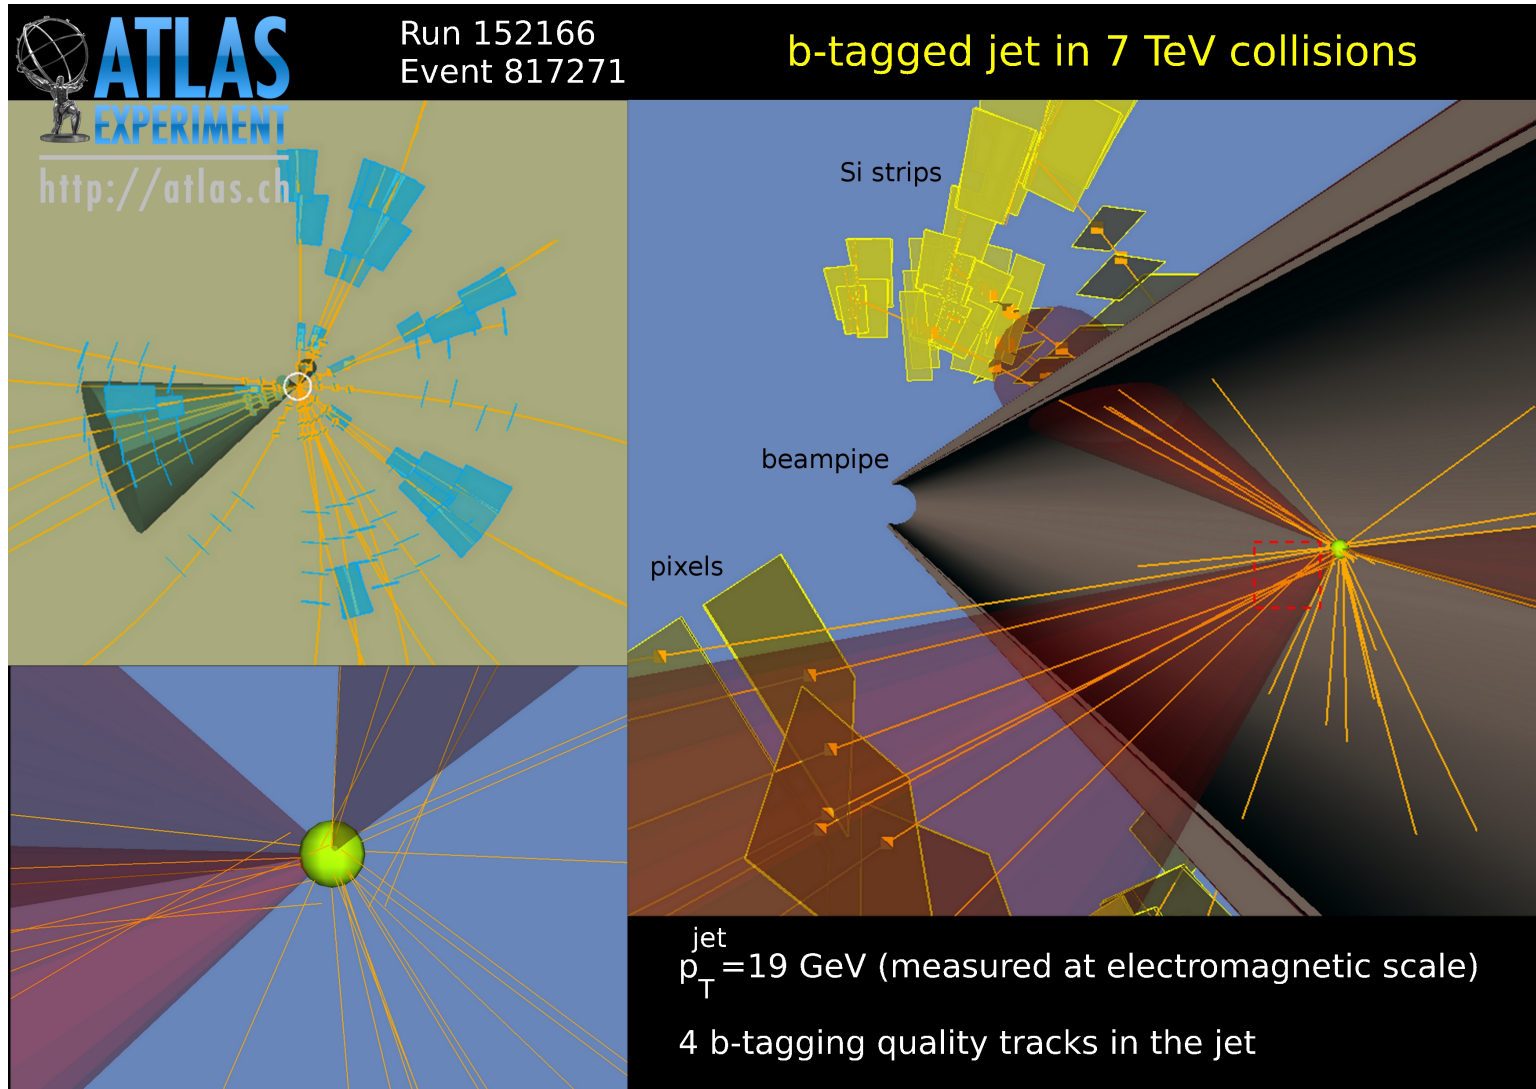 ATLAS
EXPERIMENT
http://atlas.ch
Run 152166
Event 817271
b-tagged jet in 7 TeV collisions
Si strips
beampipe
pixels
p_T^jet=19 GeV (measured at electromagnetic scale)
4 b-tagging quality tracks in the jet